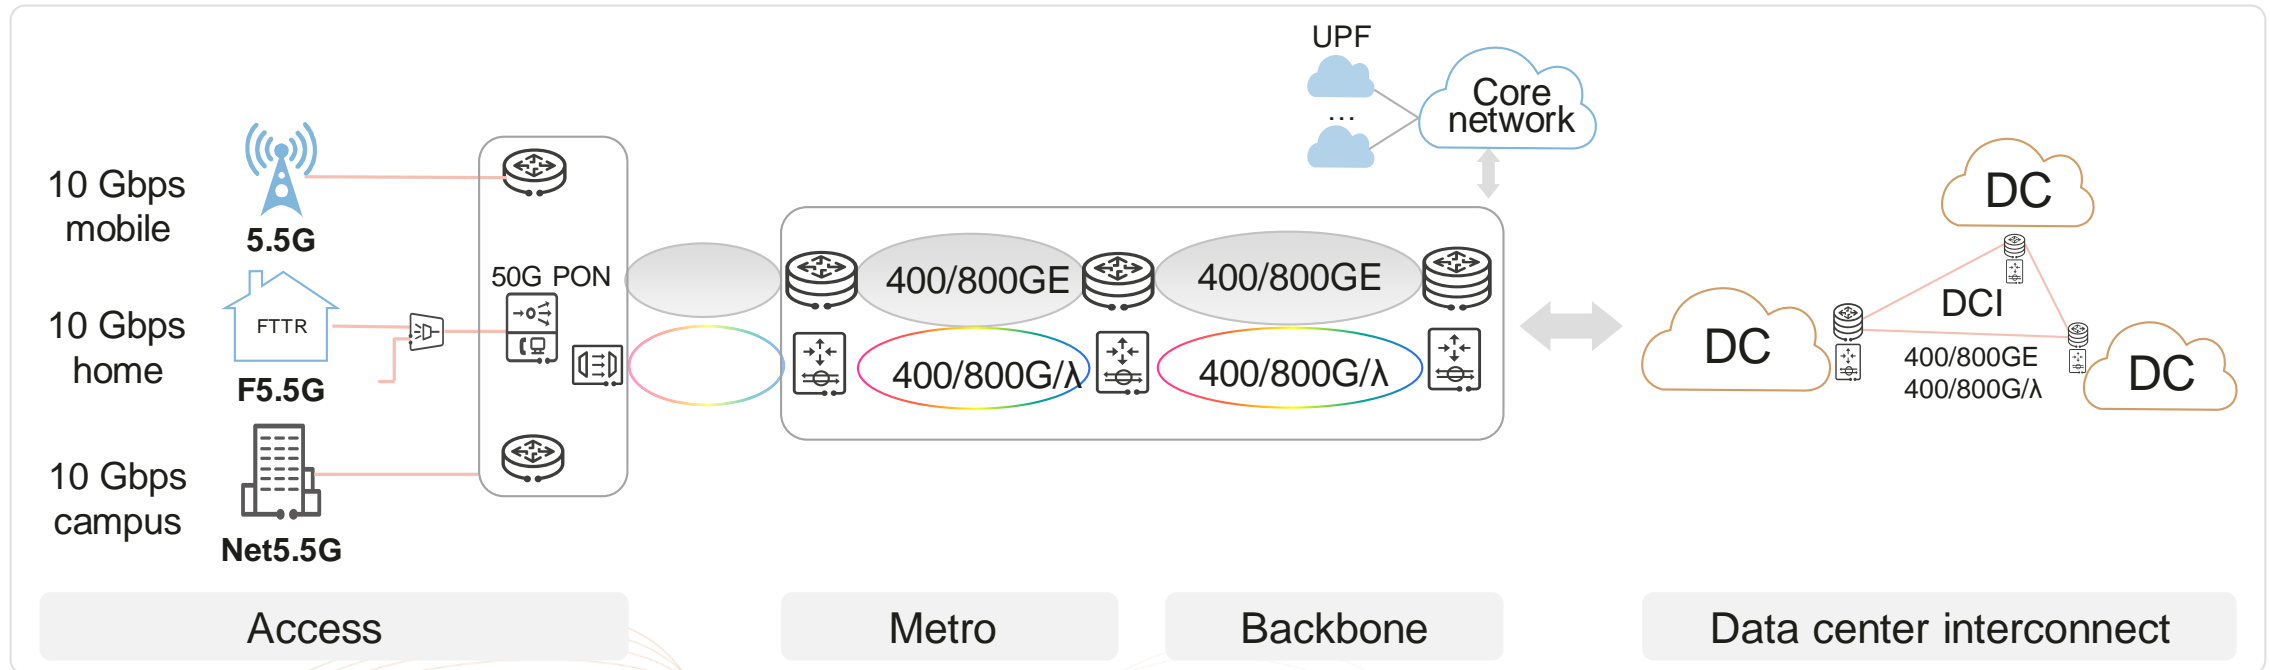 UPF
...
Core
network
10 Gbps
mobile
5.5G
10 Gbps
home
FTTR
F5.5G
10 Gbps
campus
Net5.5G
50G PON
400/800GE
400/800GE
400/800G/λ
400/800G/λ
DC
DC
DC
DCI
400/800GE
400/800G/λ
Access
Metro
Backbone
Data center interconnect